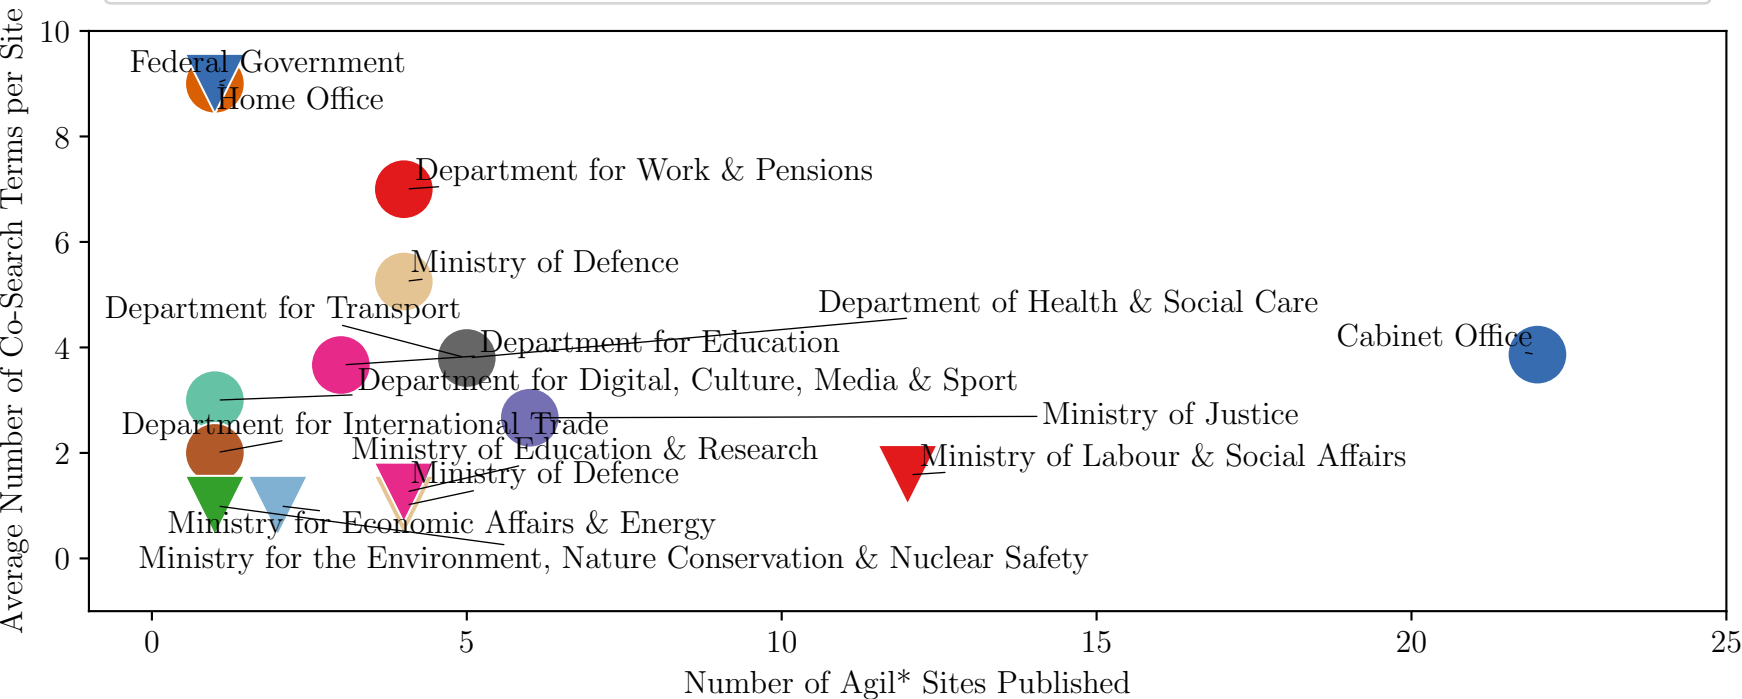 Average Number of Co-Search Terms per Site
10
8
6
4
2
0
Federal Government
Home Office
Department for Work & Pensions
Ministry of Defence
Department of Health & Social Care
Department for Transport
Cabinet Office
Department for Education
Department for Digital, Culture, Media & Sport
Ministry of Justice
Department for International Trade
Ministry of Education & Research
Ministry of Labour & Social Affairs
Ministry of Defence
Ministry for Economic Affairs & Energy
Ministry for the Environment, Nature Conservation & Nuclear Safety
0 5 10 15 20 25
Number of Agil* Sites Published